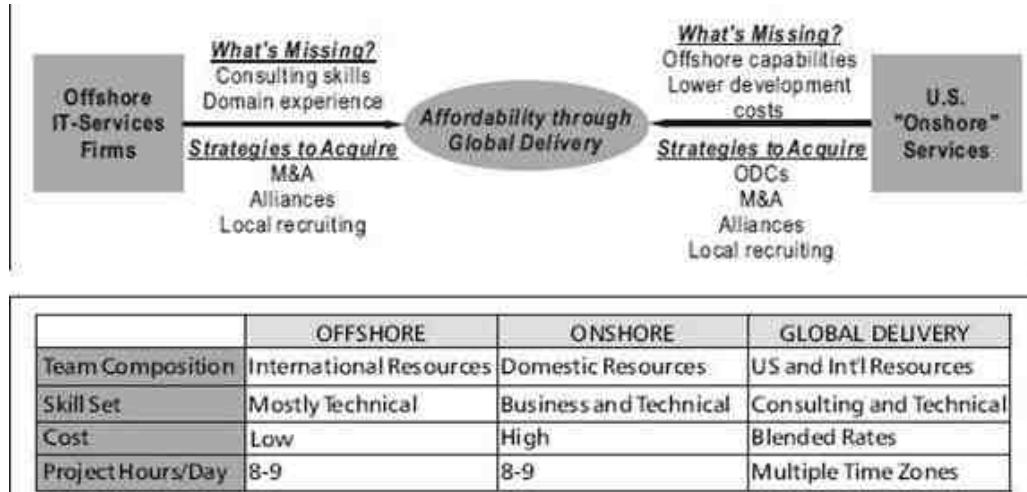 Offshore
IT-Services
Firms
What's Missing?
Consulting skills
Domain experience
Strategies to Acquire
M&A
Alliances
Local recruiting
Affordability through
Global Delivery
What's Missing?
Offshore capabilities
Lower development
costs
Strategies to Acquire
ODCs
M&A
Alliances
Local recruiting
U.S.
"Onshore"
Services
OFFSHORE ONSHORE GLOBAL DELIVERY
Team Composition International Resources Domestic Resources US and Int'l Resources
Skill Set Mostly Technical Business and Technical Consulting and Technical
Cost Low High Blended Rates
Project Hours/Day 8-9 8-9 Multiple Time Zones